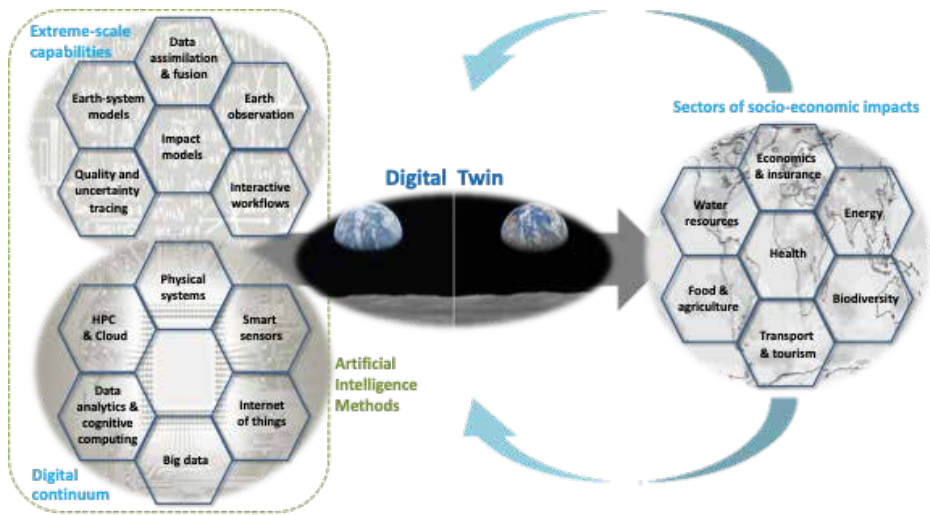 Extreme-scale
capabilities
Data
assimilation
& fusion
Earth-system
models
Earth
observation
Impact
models
Quality and
uncertainty
tracing
Interactive
workflows
Physical
systems
HPC
& Cloud
Smart
sensors
Data
analytics &
cognitive
computing
Internet
of things
Big data
Digital
continuum
Artificial
Intelligence
Methods
Digital Twin
Sectors of socio-economic impacts
Economics
& insurance
Water
resources
Energy
Health
Food &
agriculture
Biodiversity
Transport
& tourism